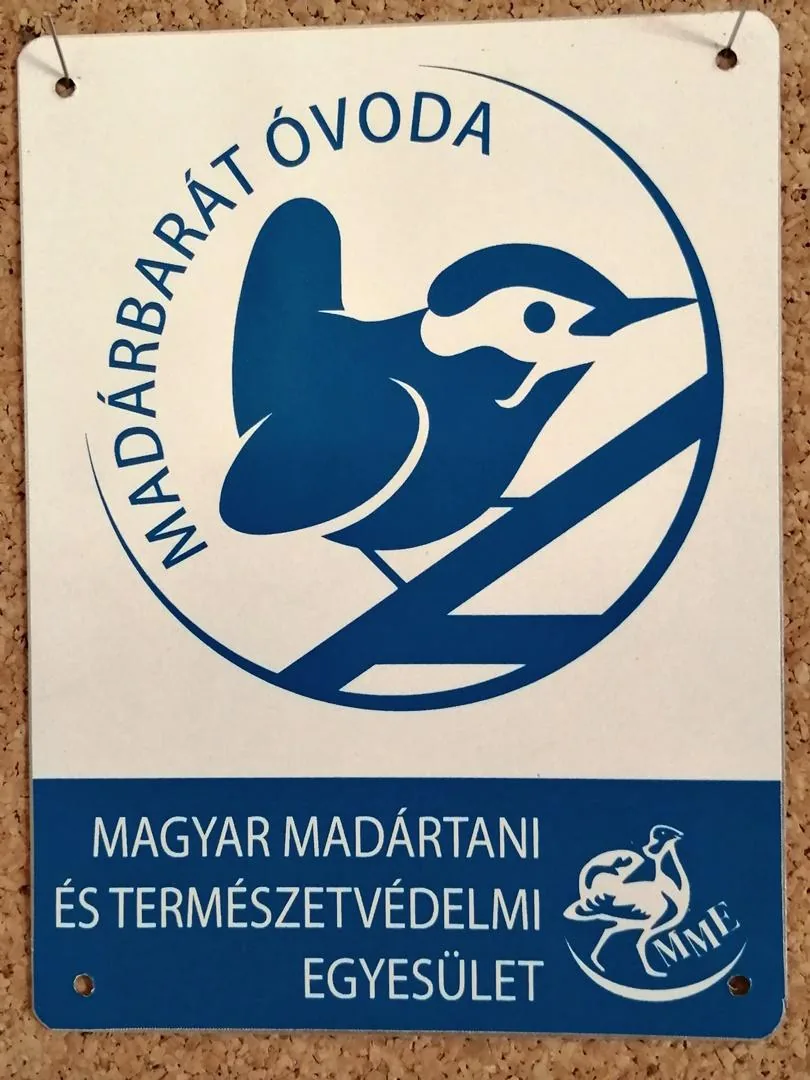 MADÁRBARÁT ÓVODA
MAGYAR MADÁRTANI
ÉS TERMÉSZETVÉDELMI
EGYESÜLET
MME